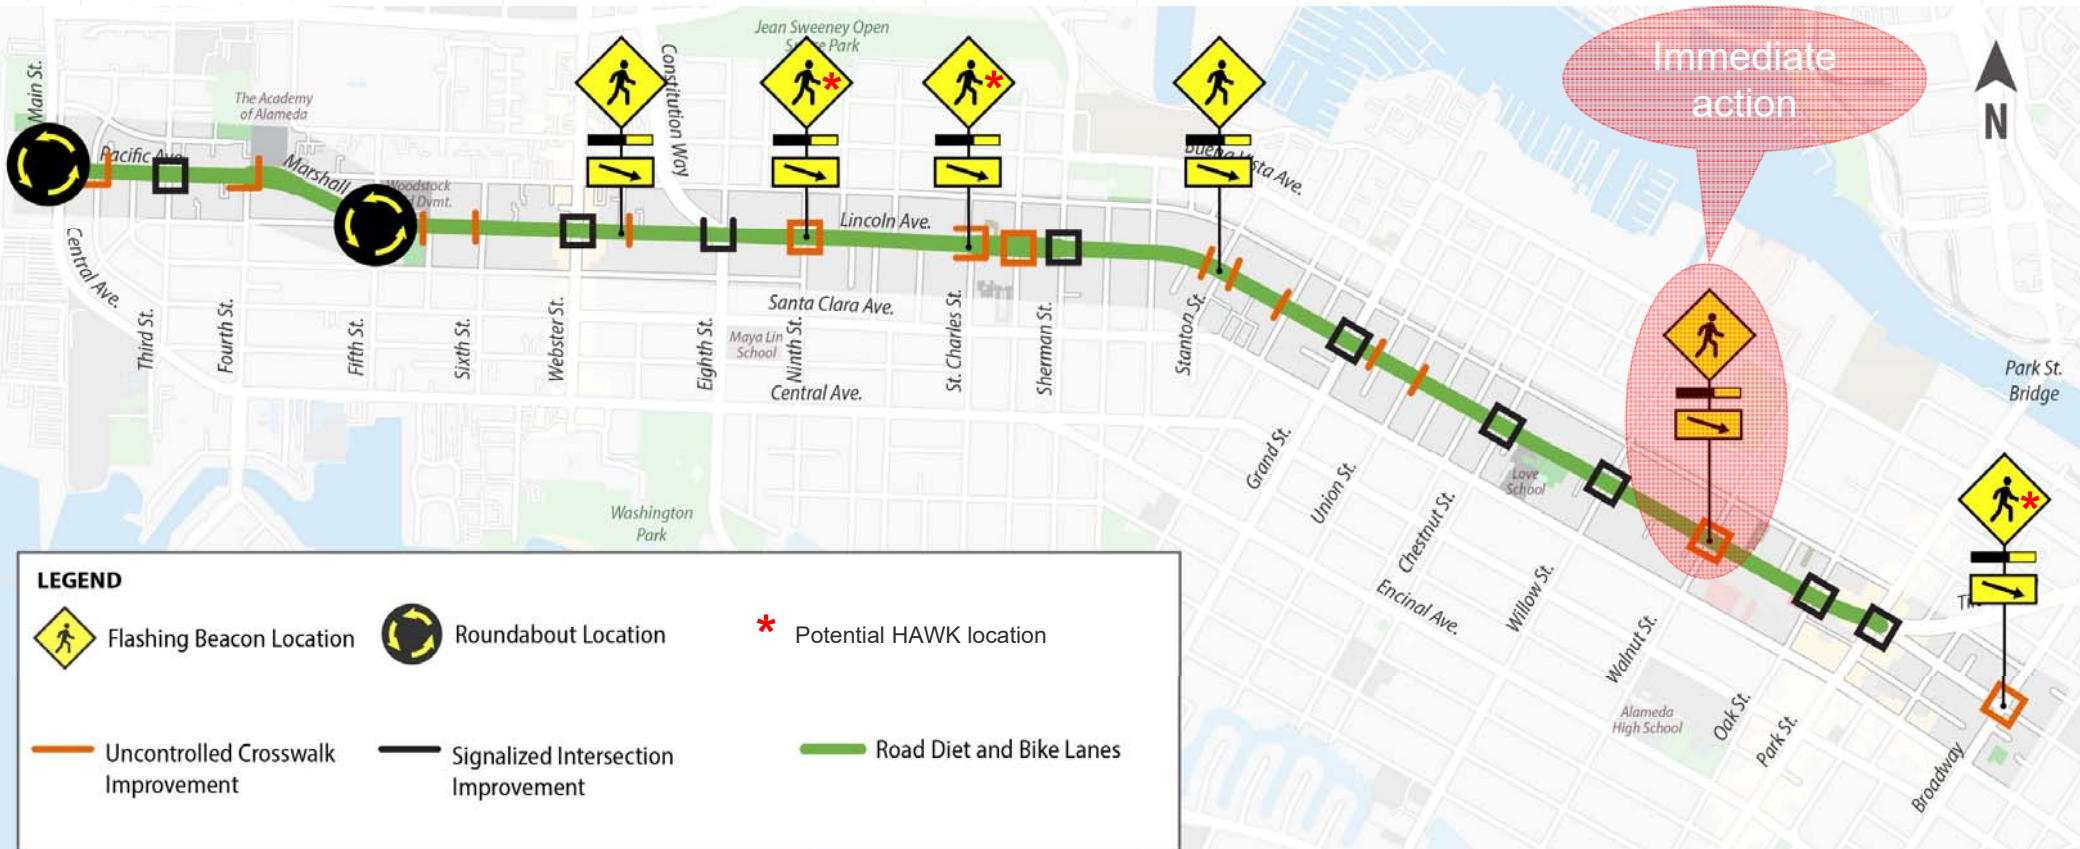 Jean Sweeney Open
Space Park
Immediate
action
N
Main St.
The Academy
of Alameda
Constitution Way
Pacific Ave.
Marshall
Woodstock
Dvmt.
Buena Vista Ave.
Lincoln Ave.
Central Ave.
Santa Clara Ave.
Maya Lin
School
Central Ave.
Third St.
Fourth St.
Fifth St.
Sixth St.
Webster St.
Eighth St.
Ninth St.
St. Charles St.
Sherman St.
Stanton St.
Park St.
Bridge
Grand St.
Union St.
Chestnut St.
Love
School
Willow St.
Encinal Ave.
Walnut St.
Alameda
High School
Oak St.
Park St.
Broadway
Washington
Park
LEGEND
Flashing Beacon Location
Roundabout Location
* Potential HAWK location
Uncontrolled Crosswalk
Improvement
Signalized Intersection
Improvement
Road Diet and Bike Lanes